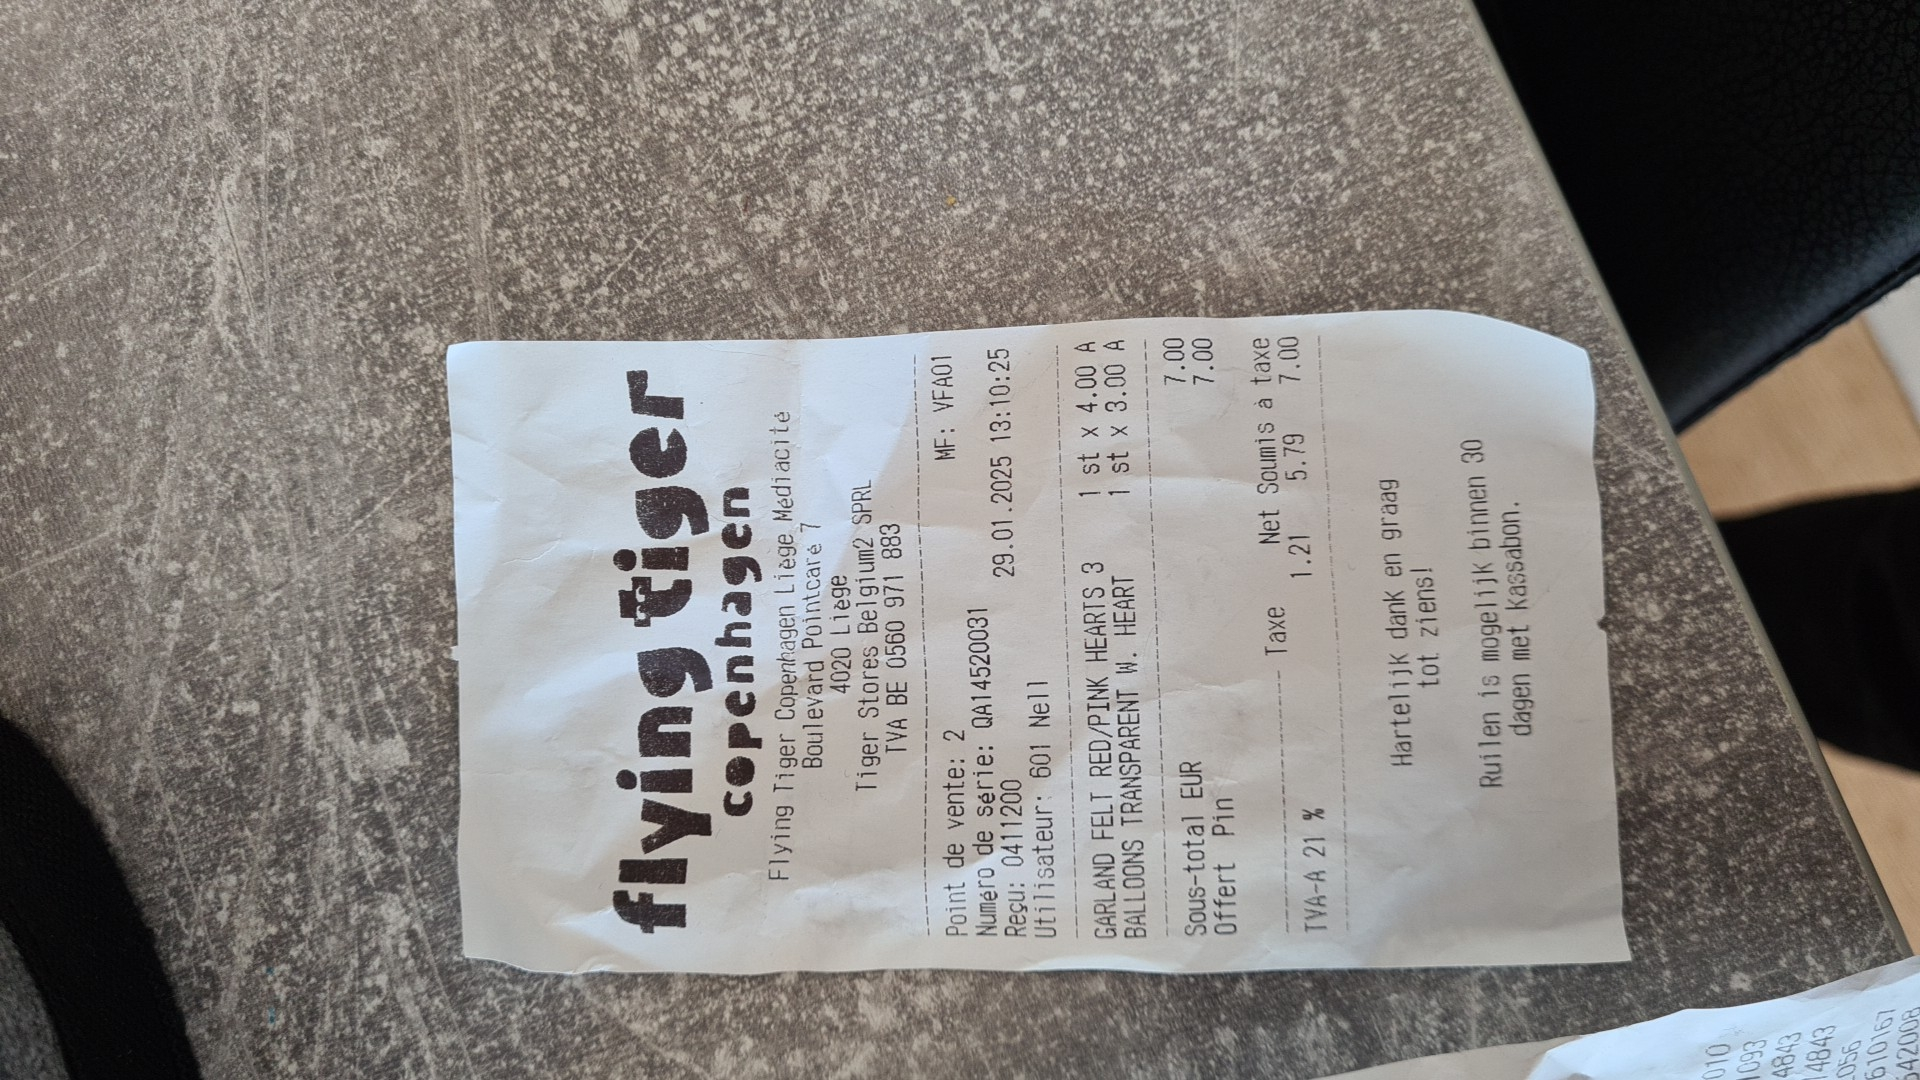 flying tiger
copenhagen
Flying Tiger Copenhagen Liège Médiacité
Boulevard Pointcaré 7
4020 Liège
Tiger Stores Belgium2 SPRL
TVA BE 0560 971 883
Point de vente: 2 MF: VFA01
Numéro de série: QA14520031
Reçu: 0411200 29.01.2025 13:10:25
Utilisateur: 601 Nell
GARLAND FELT RED/PINK HEARTS 3 1 st x 4.00 A
BALLOONS TRANSPARENT W. HEART 1 st x 3.00 A
Sous-total EUR 7.00
Offert Pin 7.00
Taxe Net Soumis à taxe
TVA-A 21 % 1.21 5.79 7.00
Hartelijk dank en graag
tot ziens!
Ruilen is mogelijk binnen 30
dagen met Kassabon.